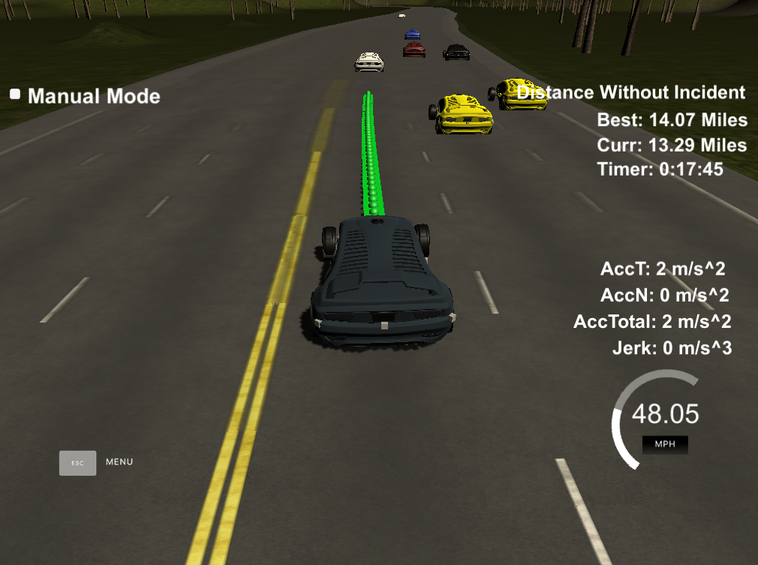 Manual Mode
Distance Without Incident
Best: 14.07 Miles
Curr: 13.29 Miles
Timer: 0:17:45
AccT: 2 m/s^2
AccN: 0 m/s^2
AccTotal: 2 m/s^2
Jerk: 0 m/s^3
48.05
MPH
ESC MENU